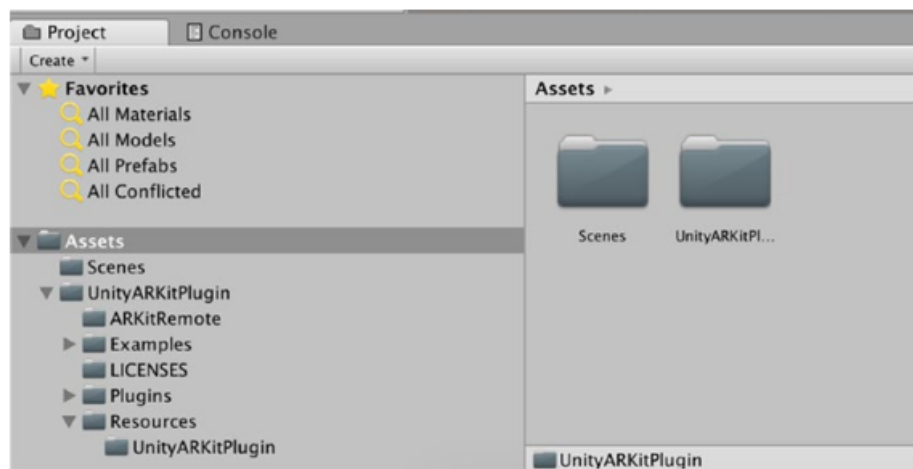 Project
Console
Create
Favorites
All Materials
All Models
All Prefabs
All Conflicted
Assets
Scenes
UnityARKitPlugin
ARKitRemote
Examples
LICENSES
Plugins
Resources
UnityARKitPlugin
Assets
Scenes
UnityARKitPl...
UnityARKitPlugin